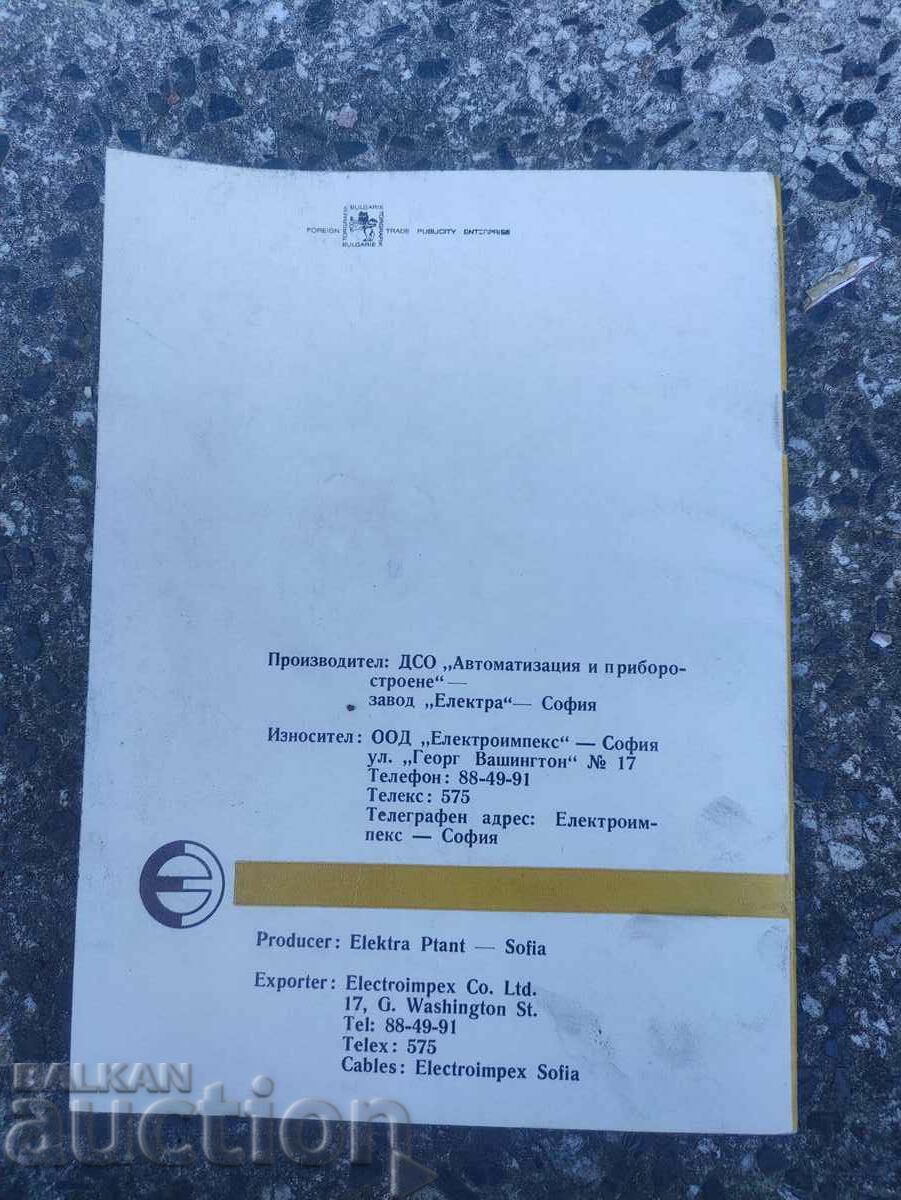 BULGARIE
FOREIGN TRADE PUBLICITY ENTERPRISE
BULGARIE
Производител: ДСО „Автоматизация и приборо-
строене“ —
завод „Електра“ — София
Износител: ООД „Електроимпекс“ — София
ул. „Георг Вашингтон“ № 17
Телефон: 88-49-91
Телекс: 575
Телеграфен адрес: Електроим-
пекс — София
Producer: Elektra Ptant — Sofia
Exporter: Electroimpex Co. Ltd.
17, G. Washington St.
Tel: 88-49-91
Telex: 575
Cables: Electroimpex Sofia
BALKAN
auction